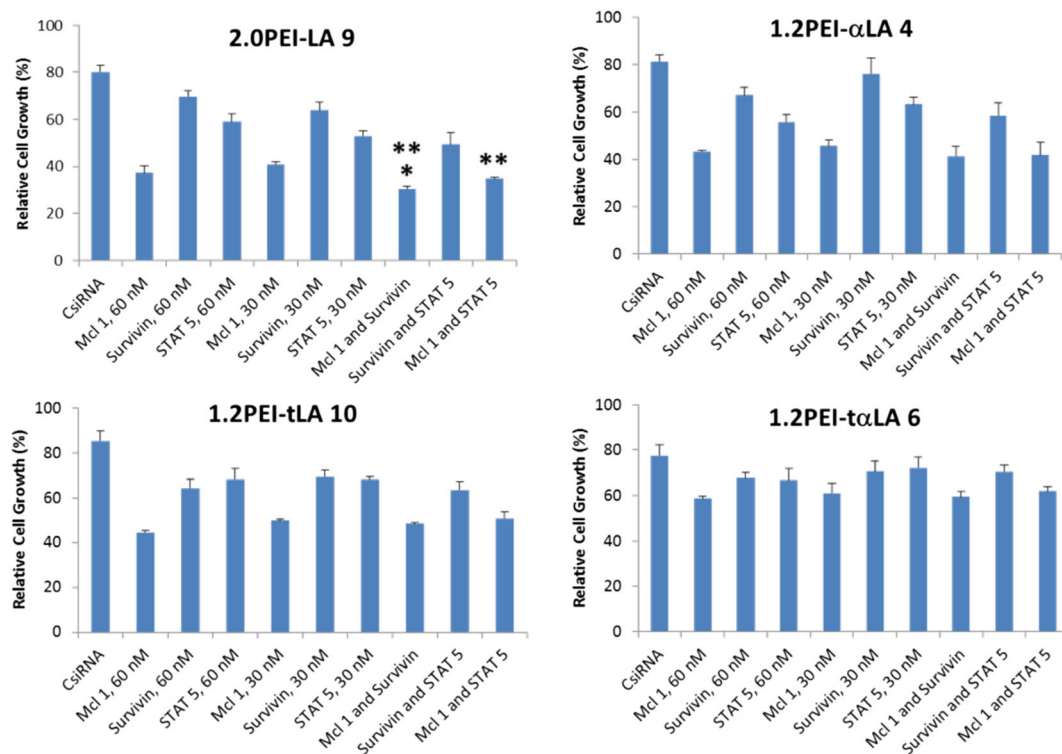 2.0PEI-LA 9
Relative Cell Growth (%)
100
80
60
40
20
0
**
*
**
CsiRNA
Mcl 1, 60 nM
Survivin, 60 nM
STAT 5, 60 nM
Mcl 1, 30 nM
Survivin, 30 nM
STAT 5, 30 nM
Mcl 1 and Survivin
Survivin and STAT 5
Mcl 1 and STAT 5
1.2PEI-αLA 4
Relative Cell Growth (%)
100
80
60
40
20
0
CsiRNA
Mcl 1, 60 nM
Survivin, 60 nM
STAT 5, 60 nM
Mcl 1, 30 nM
Survivin, 30 nM
STAT 5, 30 nM
Mcl 1 and Survivin
Survivin and STAT 5
Mcl 1 and STAT 5
1.2PEI-tLA 10
Relative Cell Growth (%)
100
80
60
40
20
0
CsiRNA
Mcl 1, 60 nM
Survivin, 60 nM
STAT 5, 60 nM
Mcl 1, 30 nM
Survivin, 30 nM
STAT 5, 30 nM
Mcl 1 and Survivin
Survivin and STAT 5
Mcl 1 and STAT 5
1.2PEI-tαLA 6
Relative Cell Growth (%)
100
80
60
40
20
0
CsiRNA
Mcl 1, 60 nM
Survivin, 60 nM
STAT 5, 60 nM
Mcl 1, 30 nM
Survivin, 30 nM
STAT 5, 30 nM
Mcl 1 and Survivin
Survivin and STAT 5
Mcl 1 and STAT 5